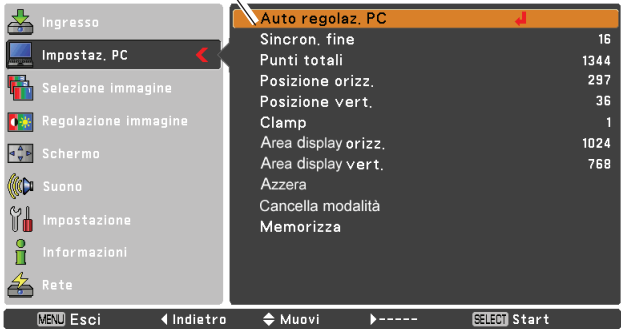 Ingresso
Impostaz. PC
Selezione immagine
Regolazione immagine
Schermo
Suono
Impostazione
Informazioni
Rete
Auto regolaz. PC
Sincron. fine 16
Punti totali 1344
Posizione orizz. 297
Posizione vert. 36
Clamp 1
Area display orizz. 1024
Area display vert. 768
Azzera
Cancella modalità
Memorizza
MENU Esci Indietro Muovi ----- SELECT Start